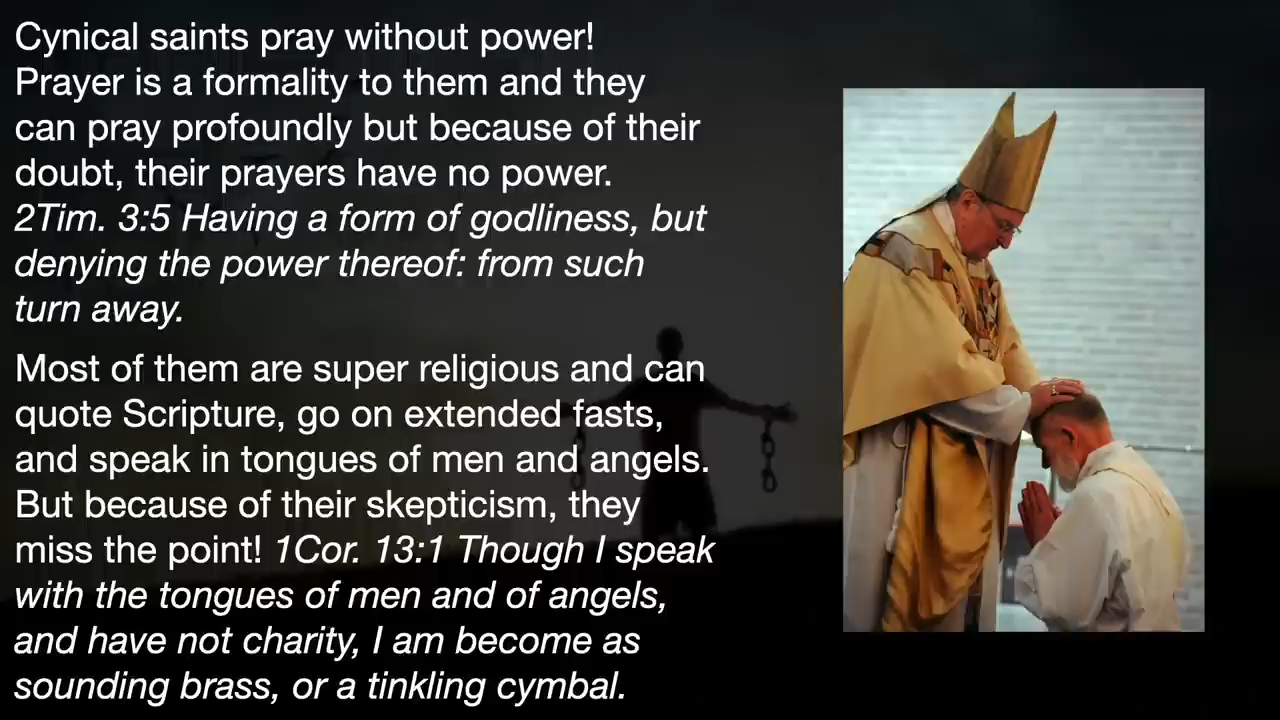 Cynical saints pray without power!
Prayer is a formality to them and they
can pray profoundly but because of their
doubt, their prayers have no power.
2Tim. 3:5 Having a form of godliness, but
denying the power thereof: from such
turn away.
Most of them are super religious and can
quote Scripture, go on extended fasts,
and speak in tongues of men and angels.
But because of their skepticism, they
miss the point! 1Cor. 13:1 Though I speak
with the tongues of men and of angels,
and have not charity, I am become as
sounding brass, or a tinkling cymbal.